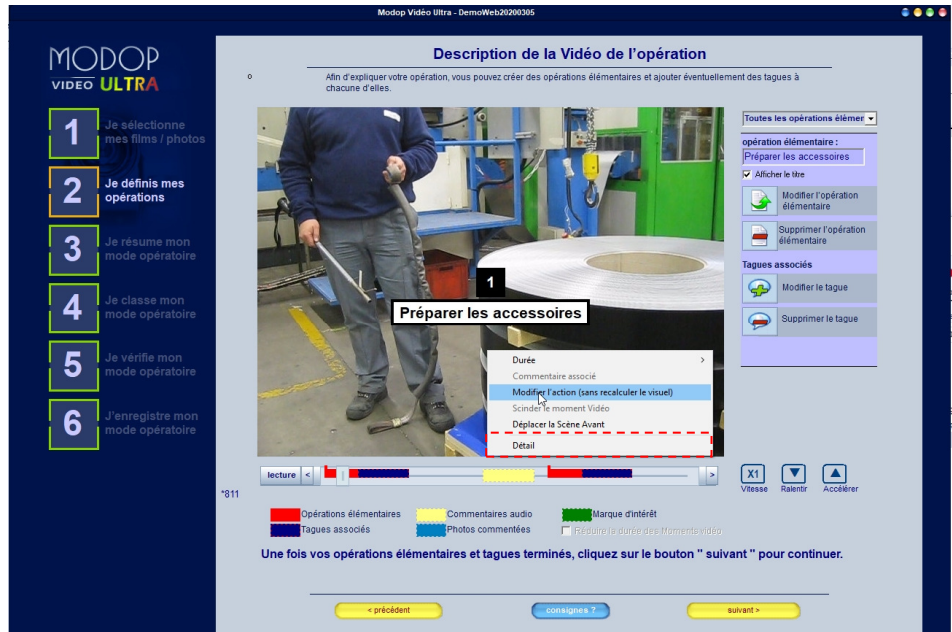 Modop Vidéo Ultra - DemoWeb20200305
MODOP
VIDEO ULTRA
1
Je sélectionne
mes films / photos
2
Je définis mes
opérations
3
Je résume mon
mode opératoire
4
Je classe mon
mode opératoire
5
Je vérifie mon
mode opératoire
6
J'enregistre mon
mode opératoire
Description de la Vidéo de l'opération
o
Afin d'expliquer votre opération, vous pouvez créer des opérations élémentaires et ajouter éventuellement des tagues à
chacune d'elles.
1
Préparer les accessoires
Durée >
Commentaire associé
Modifier l'action (sans recalculer le visuel)
Scinder le moment Vidéo
Déplacer la Scène Avant
Détail
Toutes les opérations élémer
opération élémentaire :
Préparer les accessoires
Afficher le titre
Modifier l'opération
élémentaire
Supprimer l'opération
élémentaire
Tagues associés
Modifier le tague
Supprimer le tague
lecture < >
X1
Vitesse Ralentir Accélérer
*811
Opérations élémentaires Commentaires audio Marque d'intérêt
Tagues associés Photos commentées Réduire la durée des Moments vidéo
Une fois vos opérations élémentaires et tagues terminés, cliquez sur le bouton " suivant " pour continuer.
< précédent consignes ? suivant >